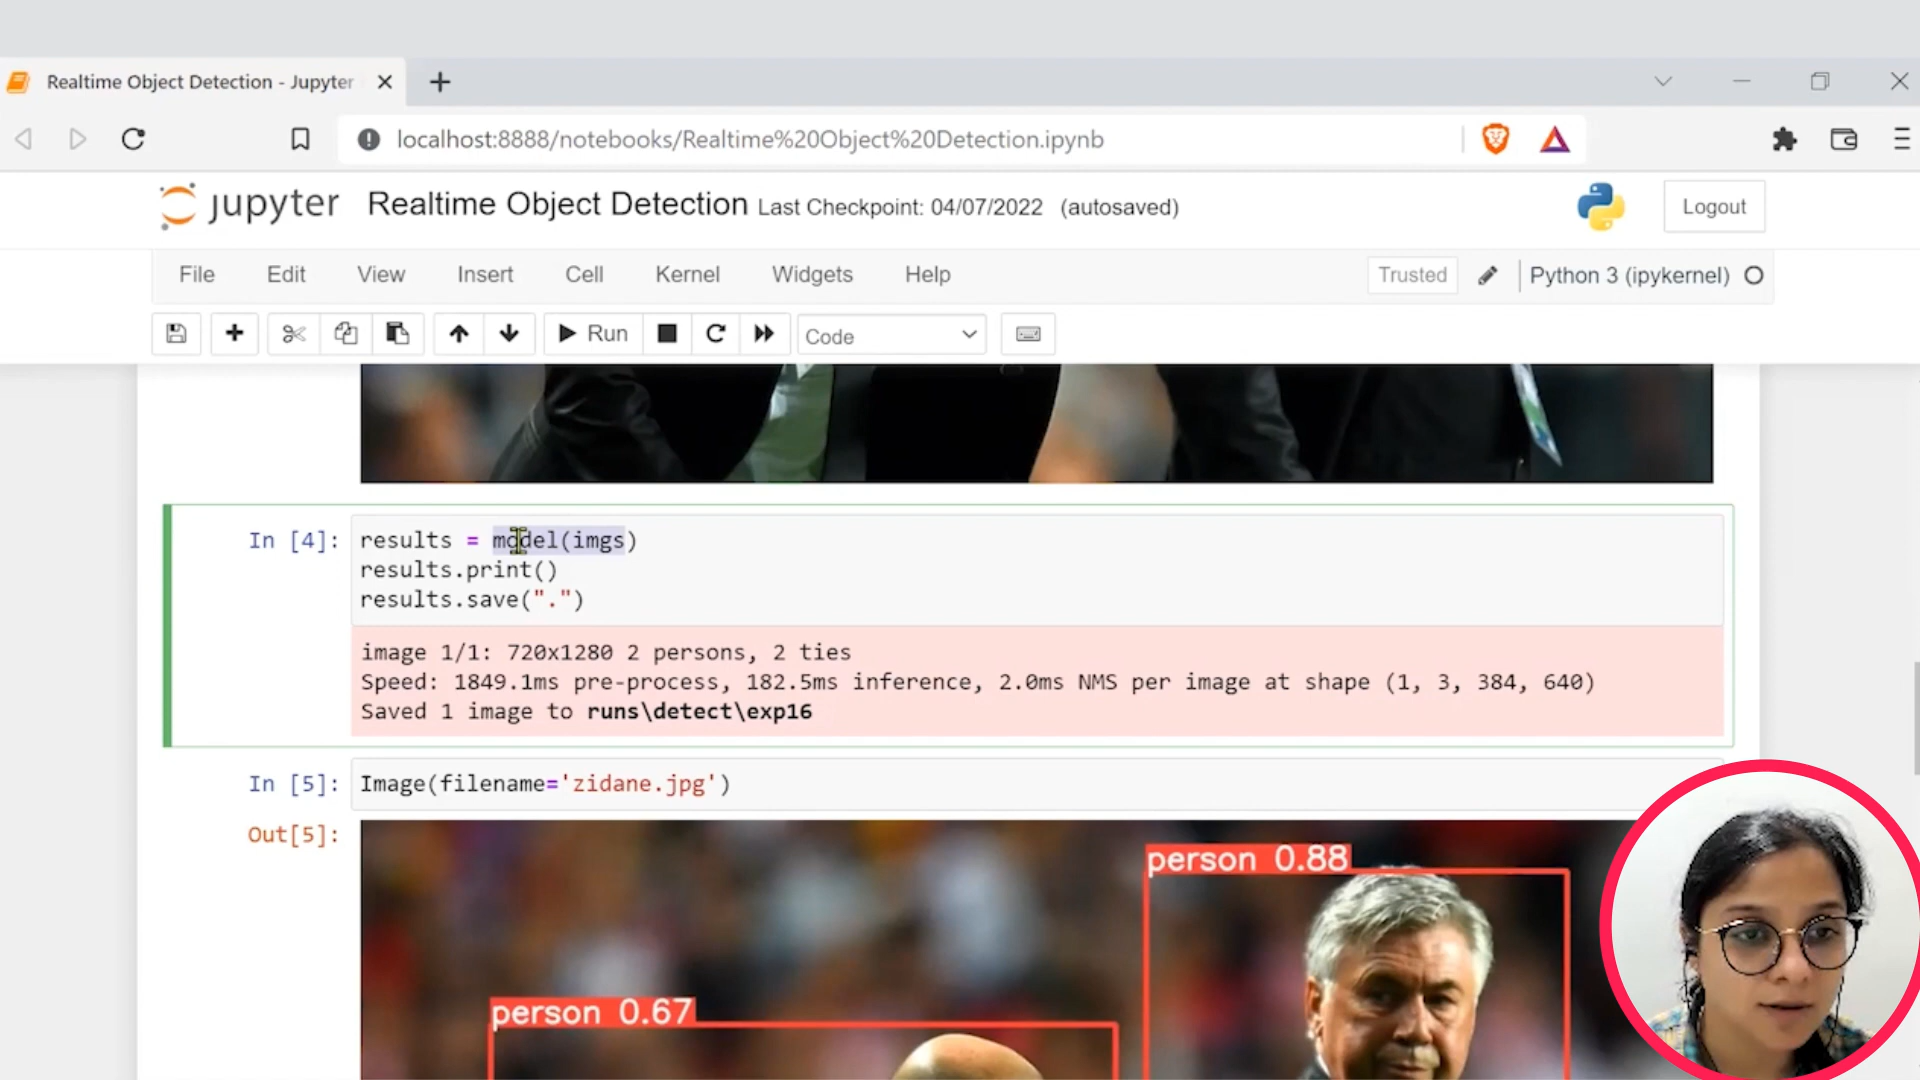 Realtime Object Detection - Jupyter
localhost:8888/notebooks/Realtime%20Object%20Detection.ipynb
jupyter Realtime Object Detection Last Checkpoint: 04/07/2022 (autosaved)
Logout
File Edit View Insert Cell Kernel Widgets Help
Trusted Python 3 (ipykernel)
Run Code
In [4]: results = model(imgs)
results.print()
results.save(".")
image 1/1: 720x1280 2 persons, 2 ties
Speed: 1849.1ms pre-process, 182.5ms inference, 2.0ms NMS per image at shape (1, 3, 384, 640)
Saved 1 image to runs\detect\exp16
In [5]: Image(filename='zidane.jpg')
Out[5]:
person 0.88
person 0.67